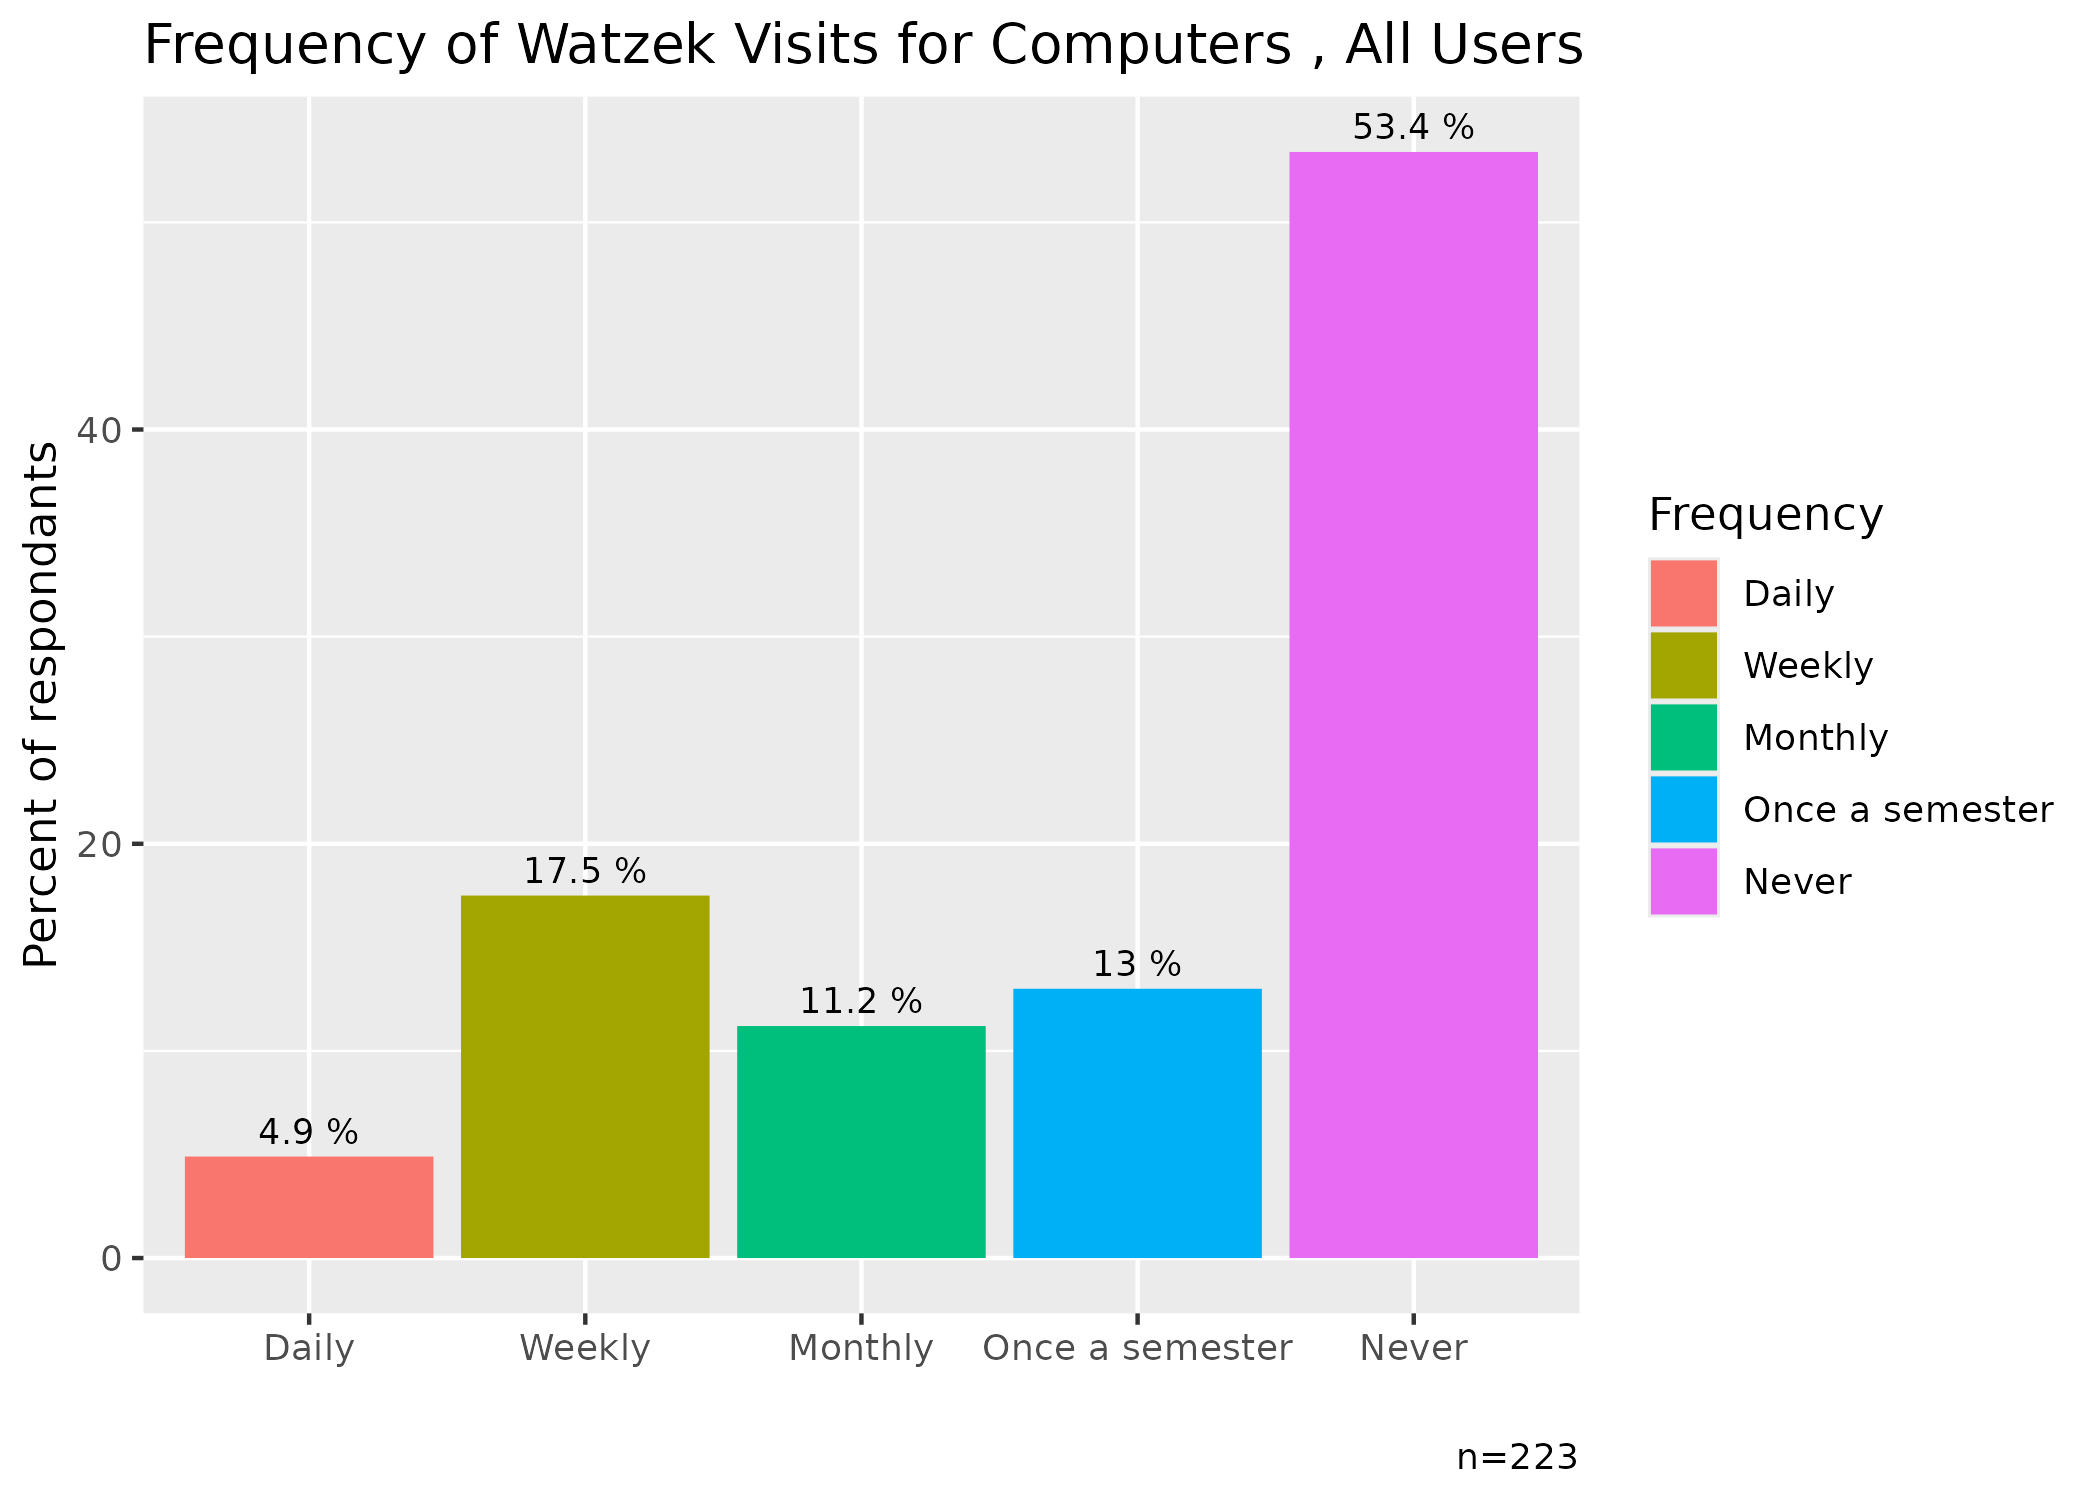 Frequency of Watzek Visits for Computers , All Users
Percent of respondants
40
20
0
4.9 %
17.5 %
11.2 %
13 %
53.4 %
Daily
Weekly
Monthly
Once a semester
Never
Frequency
Daily
Weekly
Monthly
Once a semester
Never
n=223